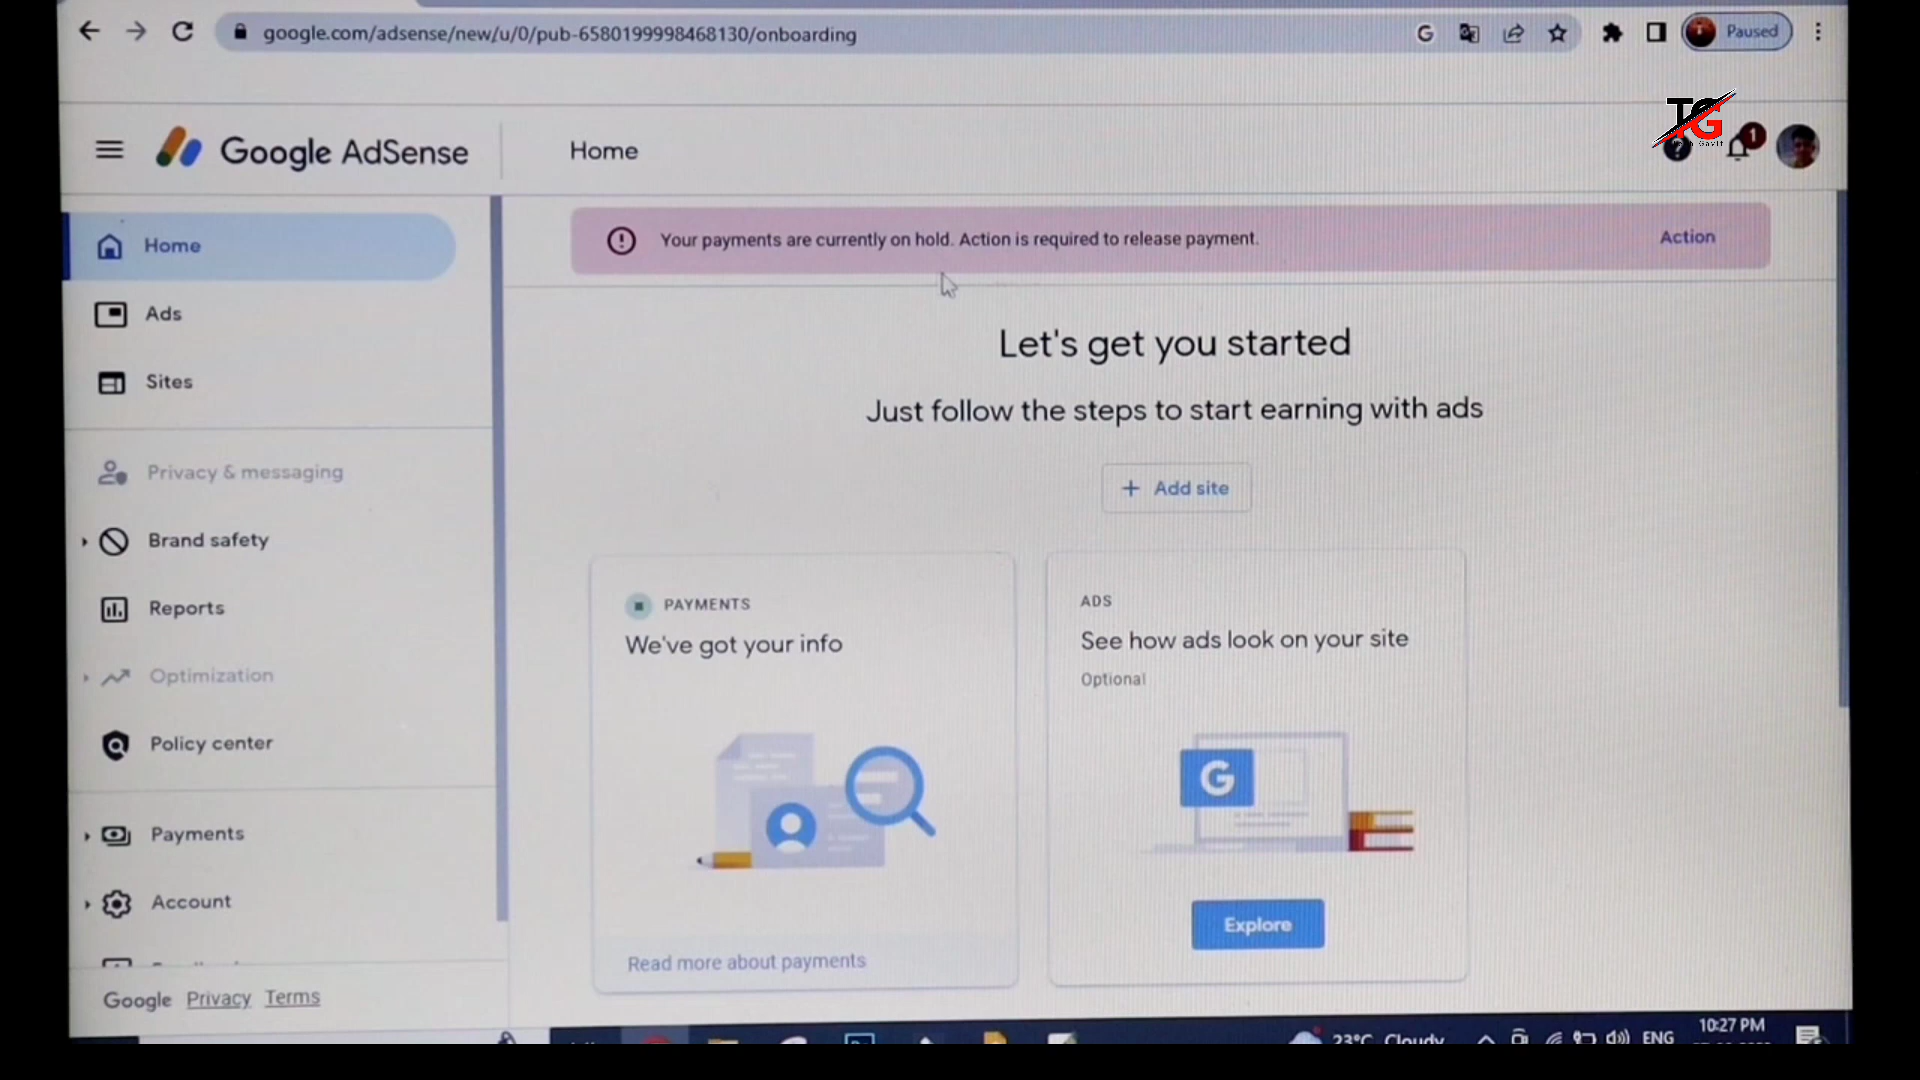 google.com/adsense/new/u/0/pub-6580199998468130/onboarding
Paused
Google AdSense
Home
TG
1
Home
Your payments are currently on hold. Action is required to release payment.
Action
Ads
Let's get you started
Sites
Just follow the steps to start earning with ads
Privacy & messaging
+ Add site
Brand safety
PAYMENTS
ADS
Reports
We've got your info
See how ads look on your site
Optional
Optimization
Policy center
Payments
Account
Explore
Read more about payments
Google Privacy Terms
23°C Cloudy
ENG
10:27 PM